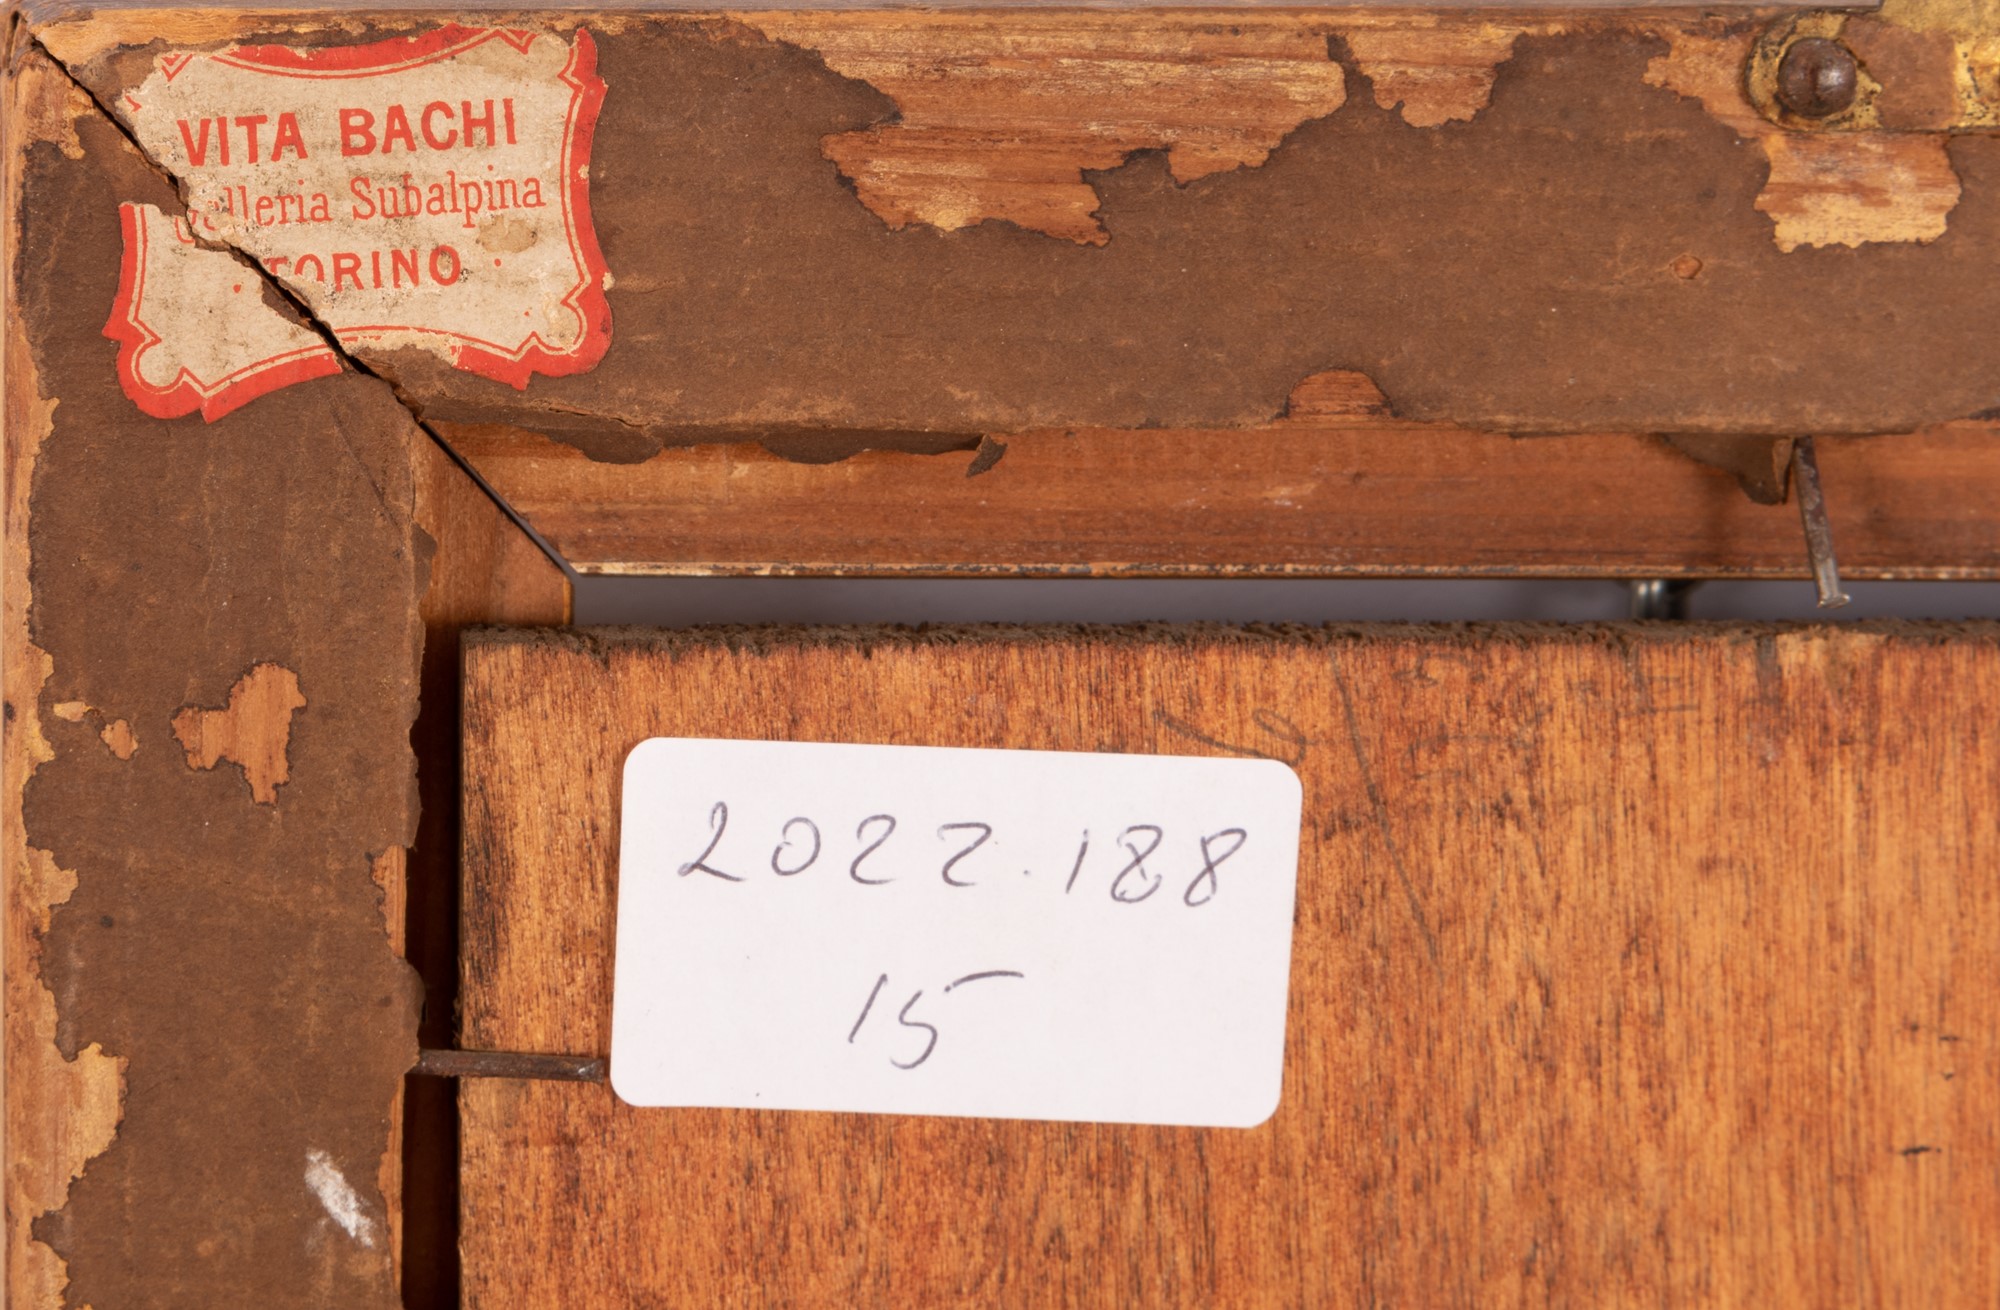 VITA BACHI
Galleria Subalpina
· TORINO ·
2022.188
15